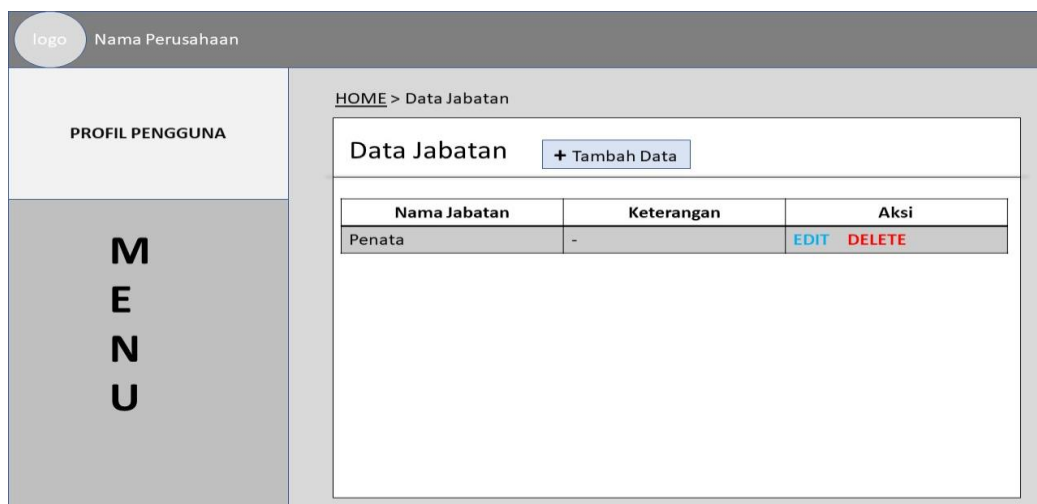 logo Nama Perusahaan
PROFIL PENGGUNA
M
E
N
U
HOME > Data Jabatan
Data Jabatan + Tambah Data
Nama Jabatan Keterangan Aksi
Penata - EDIT DELETE